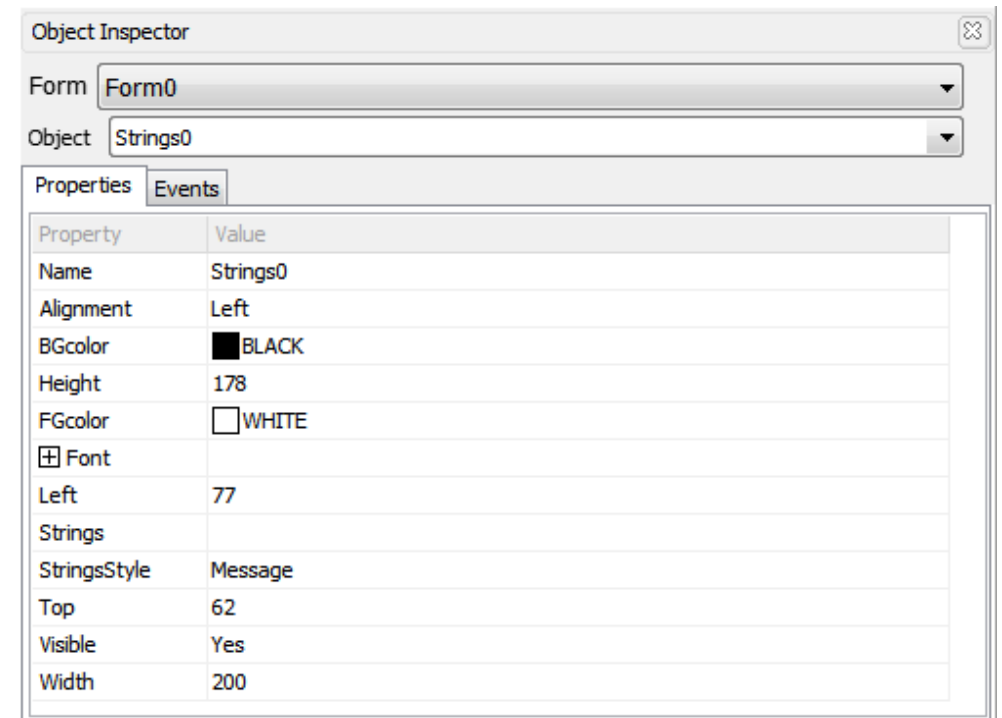 Object Inspector
Form Form0
Object Strings0
Properties Events
Property Value
Name Strings0
Alignment Left
BGcolor BLACK
Height 178
FGcolor WHITE
Font
Left 77
Strings
StringsStyle Message
Top 62
Visible Yes
Width 200